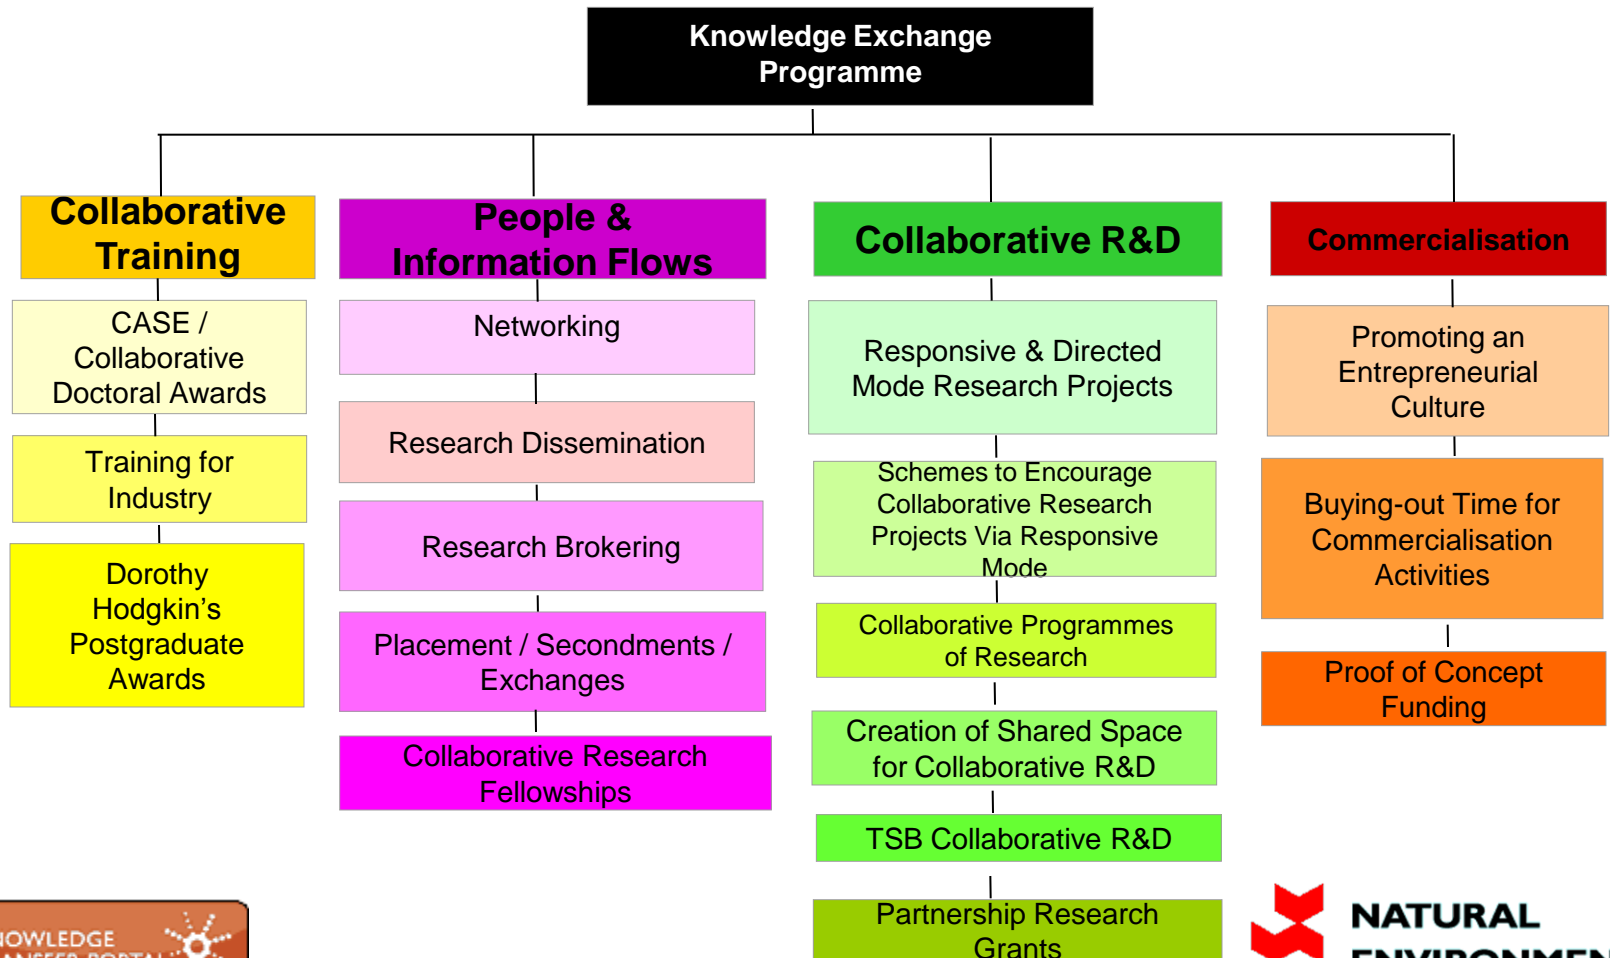 Knowledge Exchange
Programme
Collaborative
Training
CASE /
Collaborative
Doctoral Awards
Training for
Industry
Dorothy
Hodgkin’s
Postgraduate
Awards
People &
Information Flows
Networking
Research Dissemination
Research Brokering
Placement / Secondments /
Exchanges
Collaborative Research
Fellowships
Collaborative R&D
Responsive & Directed
Mode Research Projects
Schemes to Encourage
Collaborative Research
Projects Via Responsive
Mode
Collaborative Programmes
of Research
Creation of Shared Space
for Collaborative R&D
TSB Collaborative R&D
Partnership Research
Grants
Commercialisation
Promoting an
Entrepreneurial
Culture
Buying-out Time for
Commercialisation
Activities
Proof of Concept
Funding
NATURAL